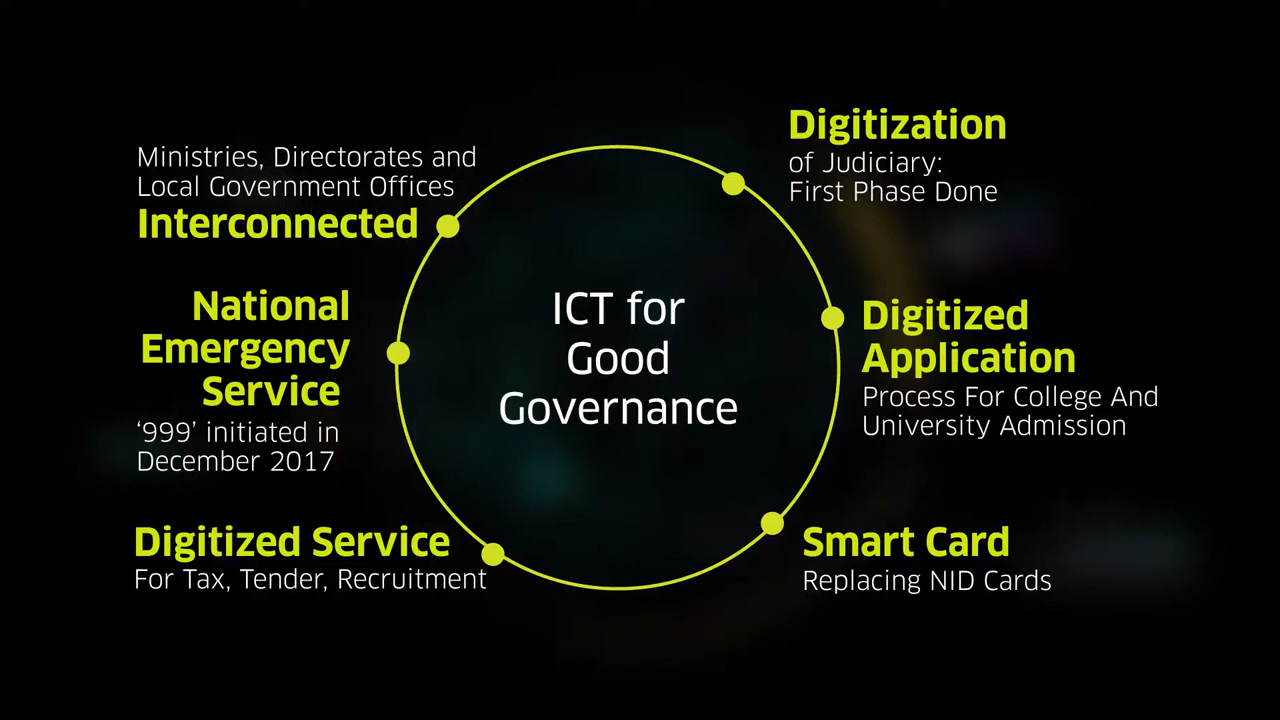 ICT for
Good
Governance
Ministries, Directorates and
Local Government Offices
Interconnected
National
Emergency
Service
‘999’ initiated in
December 2017
Digitized Service
For Tax, Tender, Recruitment
Digitization
of Judiciary:
First Phase Done
Digitized
Application
Process For College And
University Admission
Smart Card
Replacing NID Cards